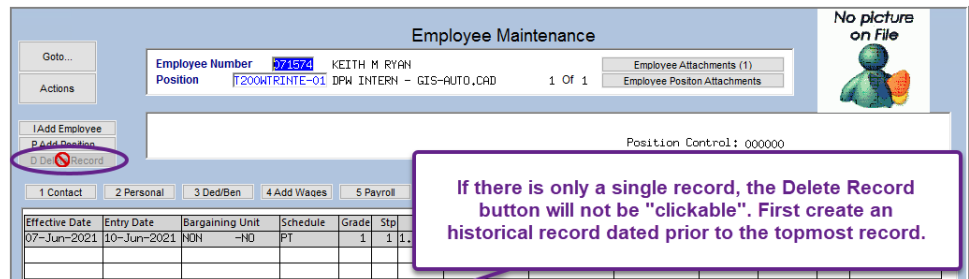 No picture
on File
Employee Maintenance
Goto...
Employee Number 071574 KEITH M RYAN
Employee Attachments (1)
Position T200WTRINTE-01 DPW INTERN - GIS-AUTO.CAD 1 Of 1
Employee Positon Attachments
Actions
I Add Employee
P Add Position
D Delete Record
Position Control: 000000
If there is only a single record, the Delete Record
button will not be "clickable". First create an
historical record dated prior to the topmost record.
1 Contact 2 Personal 3 Ded/Ben 4 Add Wages 5 Payroll
Effective Date Entry Date Bargaining Unit Schedule Grade Stp
07-Jun-2021 10-Jun-2021 NON -NO PT 1 1 1.